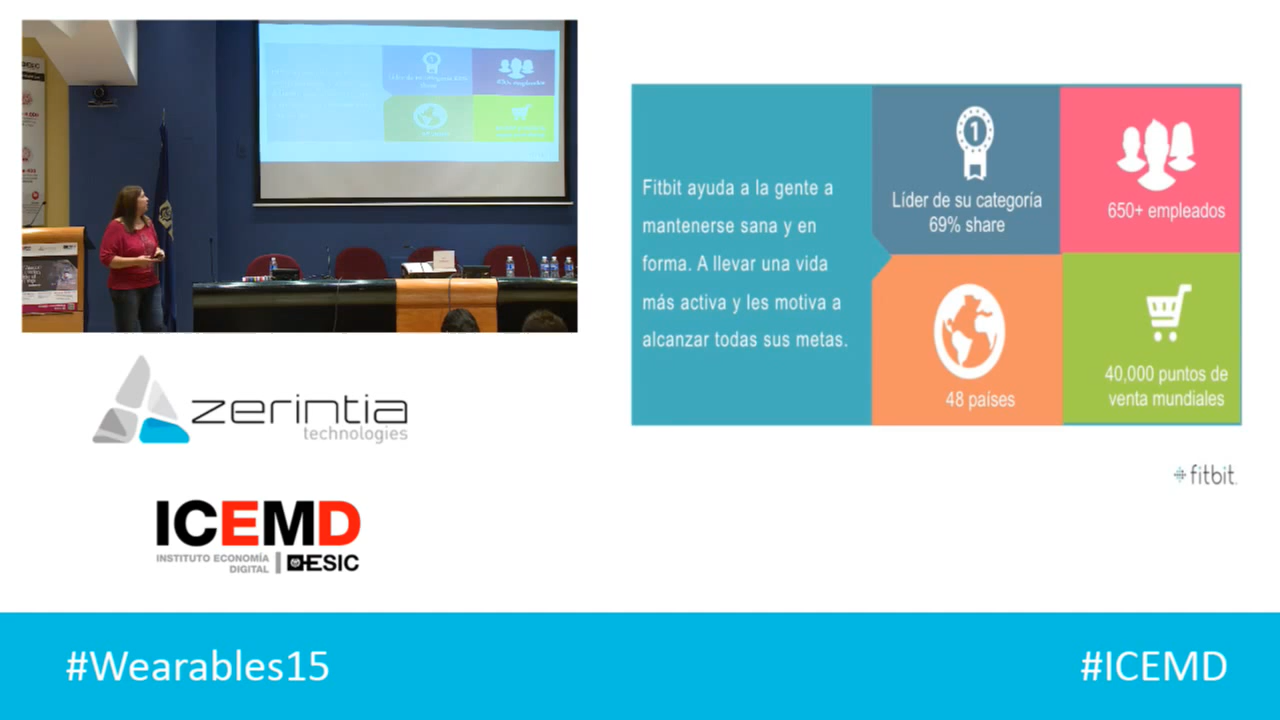 Fitbit ayuda a la gente a
mantenerse sana y en
forma. A llevar una vida
más activa y les motiva a
alcanzar todas sus metas.
1
Líder de su categoría
69% share
650+ empleados
48 países
40,000 puntos de
venta mundiales
fitbit
zerintia
technologies
ICEMD
INSTITUTO ECONOMÍA
DIGITAL
ESIC
#Wearables15
#ICEMD